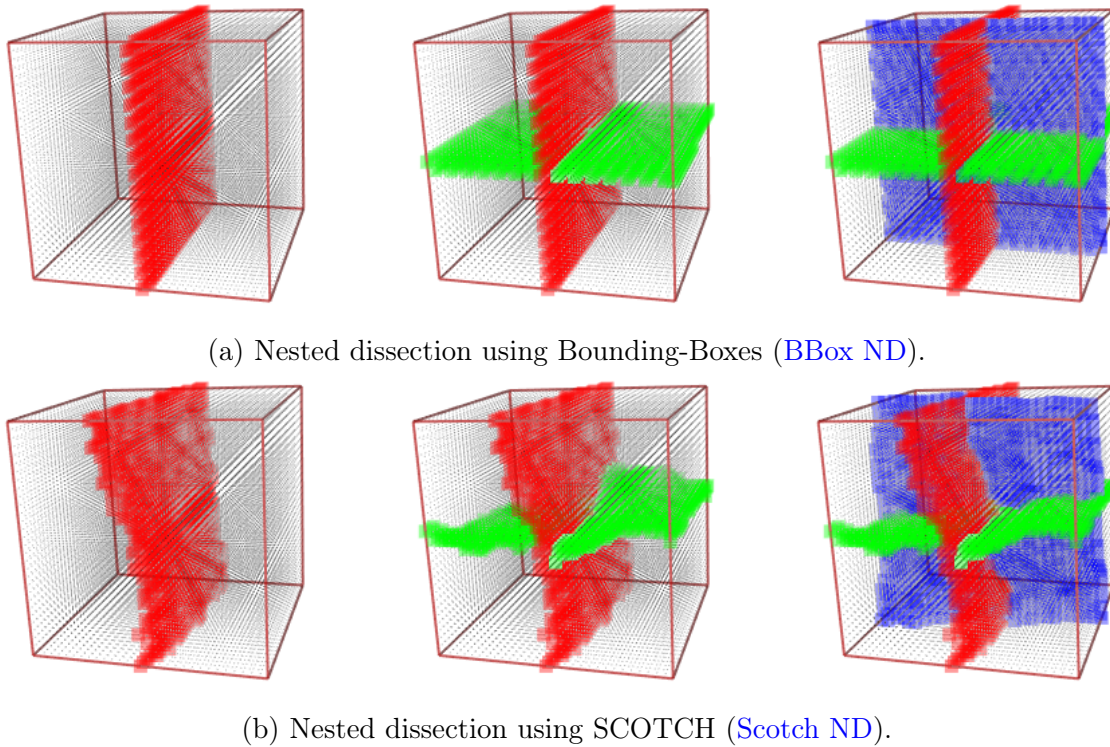 (a) Nested dissection using Bounding-Boxes (BBox ND).
(b) Nested dissection using SCOTCH (Scotch ND).